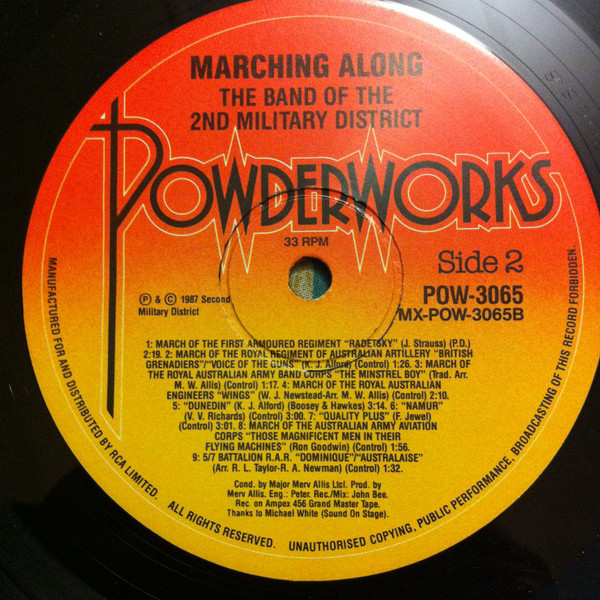 MARCHING ALONG
THE BAND OF THE
2ND MILITARY DISTRICT
POWDERWORKS
33 RPM
Side 2
Ⓟ & © 1987 Second
Military District
POW-3065
MX-POW-3065B
1: MARCH OF THE FIRST ARMOURED REGIMENT "RADETSKY" (J. Strauss) (P.D.)
2:19. 2: MARCH OF THE ROYAL REGIMENT OF AUSTRALIAN ARTILLERY "BRITISH
GRENADIERS"/"VOICE OF THE GUNS" (K. J. Alford) (Control) 1:26. 3: MARCH OF
THE ROYAL AUSTRALIAN ARMY BAND CORPS "THE MINSTREL BOY" (Trad. Arr.
M. W. Allis) (Control) 1:17. 4: MARCH OF THE ROYAL AUSTRALIAN
ENGINEERS "WINGS" (W. J. Newstead-Arr. M. W. Allis) (Control) 2:10.
5: "DUNEDIN" (K. J. Alford) (Boosey & Hawkes) 3:14. 6: "NAMUR"
(V. V. Richards) (Control) 3:00. 7: "QUALITY PLUS" (F. Jewel)
(Control) 3:01. 8: MARCH OF THE AUSTRALIAN ARMY AVIATION
CORPS "THOSE MAGNIFICENT MEN IN THEIR
FLYING MACHINES" (Ron Goodwin) (Control) 1:56.
9: 5/7 BATTALION R.A.R. "DOMINIQUE"/"AUSTRALAISE"
(Arr. R. L. Taylor-R. A. Newman) (Control) 1:32.
Cond. by Major Merv Allis Ltcl. Prod. by
Merv Allis. Eng.: Peter. Rec./Mix: John Bee.
Rec. on Ampex 456 Grand Master Tape.
Thanks to Michael White (Sound On Stage).
MANUFACTURED FOR AND DISTRIBUTED BY RCA LIMITED. ALL RIGHTS RESERVED. UNAUTHORISED COPYING, PUBLIC PERFORMANCE, BROADCASTING OF THIS RECORD FORBIDDEN.